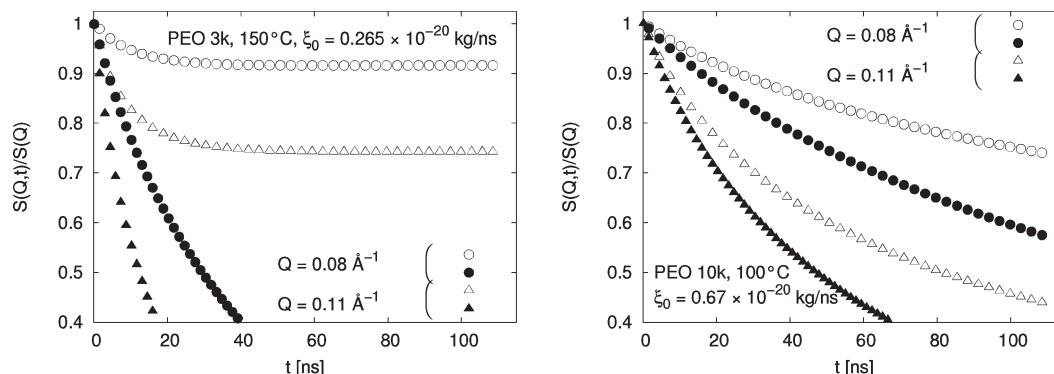 PEO 3k, 150°C, ξ₀ = 0.265 × 10⁻²⁰ kg/ns
S(Q,t)/S(Q)
1
0.9
0.8
0.7
0.6
0.5
0.4
Q = 0.08 Å⁻¹
Q = 0.11 Å⁻¹
0 20 40 60 80 100
t [ns]
Q = 0.08 Å⁻¹
Q = 0.11 Å⁻¹
S(Q,t)/S(Q)
1
0.9
0.8
0.7
0.6
0.5
0.4
PEO 10k, 100°C
ξ₀ = 0.67 × 10⁻²⁰ kg/ns
0 20 40 60 80 100
t [ns]